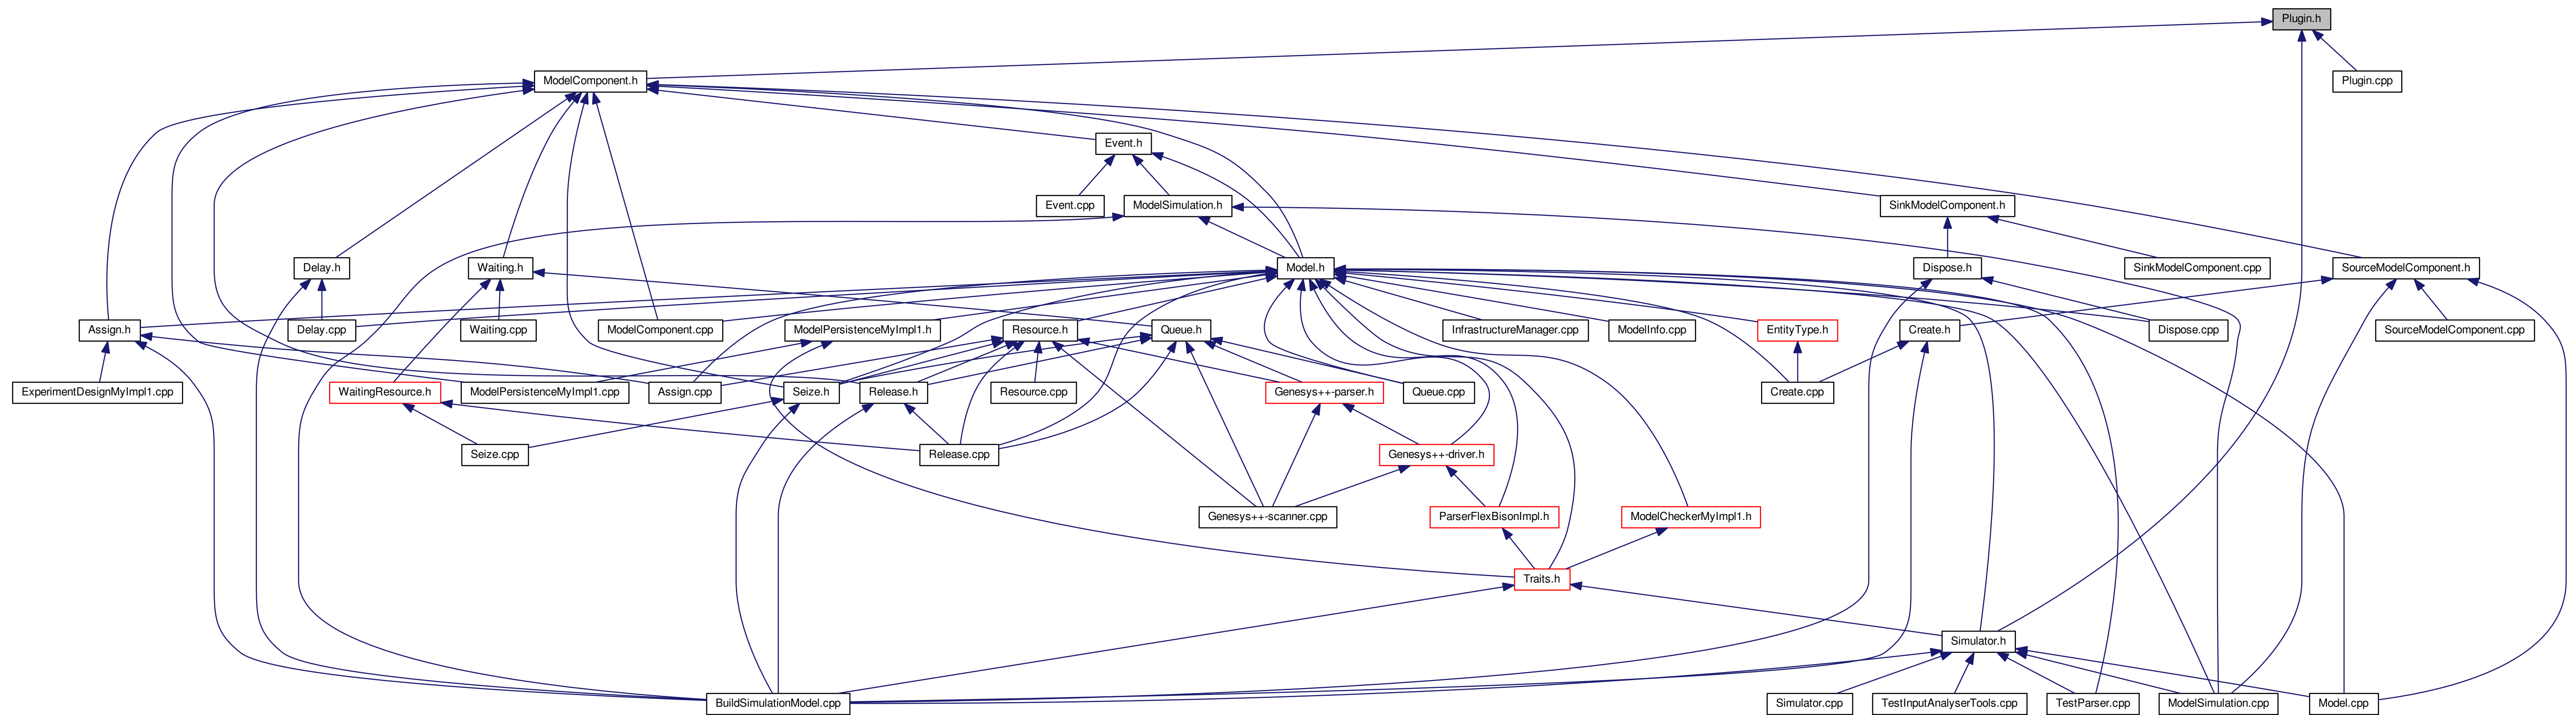 Plugin.h
ModelComponent.h
Plugin.cpp
Event.h
Event.cpp
ModelSimulation.h
SinkModelComponent.h
Delay.h
Waiting.h
Model.h
Dispose.h
SinkModelComponent.cpp
SourceModelComponent.h
Assign.h
Delay.cpp
Waiting.cpp
ModelComponent.cpp
ModelPersistenceMyImpl1.h
Resource.h
Queue.h
InfrastructureManager.cpp
ModelInfo.cpp
EntityType.h
Create.h
Dispose.cpp
SourceModelComponent.cpp
ExperimentDesignMyImpl1.cpp
WaitingResource.h
ModelPersistenceMyImpl1.cpp
Assign.cpp
Seize.h
Release.h
Resource.cpp
Genesys++-parser.h
Queue.cpp
Create.cpp
Seize.cpp
Release.cpp
Genesys++-driver.h
Genesys++-scanner.cpp
ParserFlexBisonImpl.h
ModelCheckerMyImpl1.h
Traits.h
Simulator.h
BuildSimulationModel.cpp
Simulator.cpp
TestInputAnalyserTools.cpp
TestParser.cpp
ModelSimulation.cpp
Model.cpp